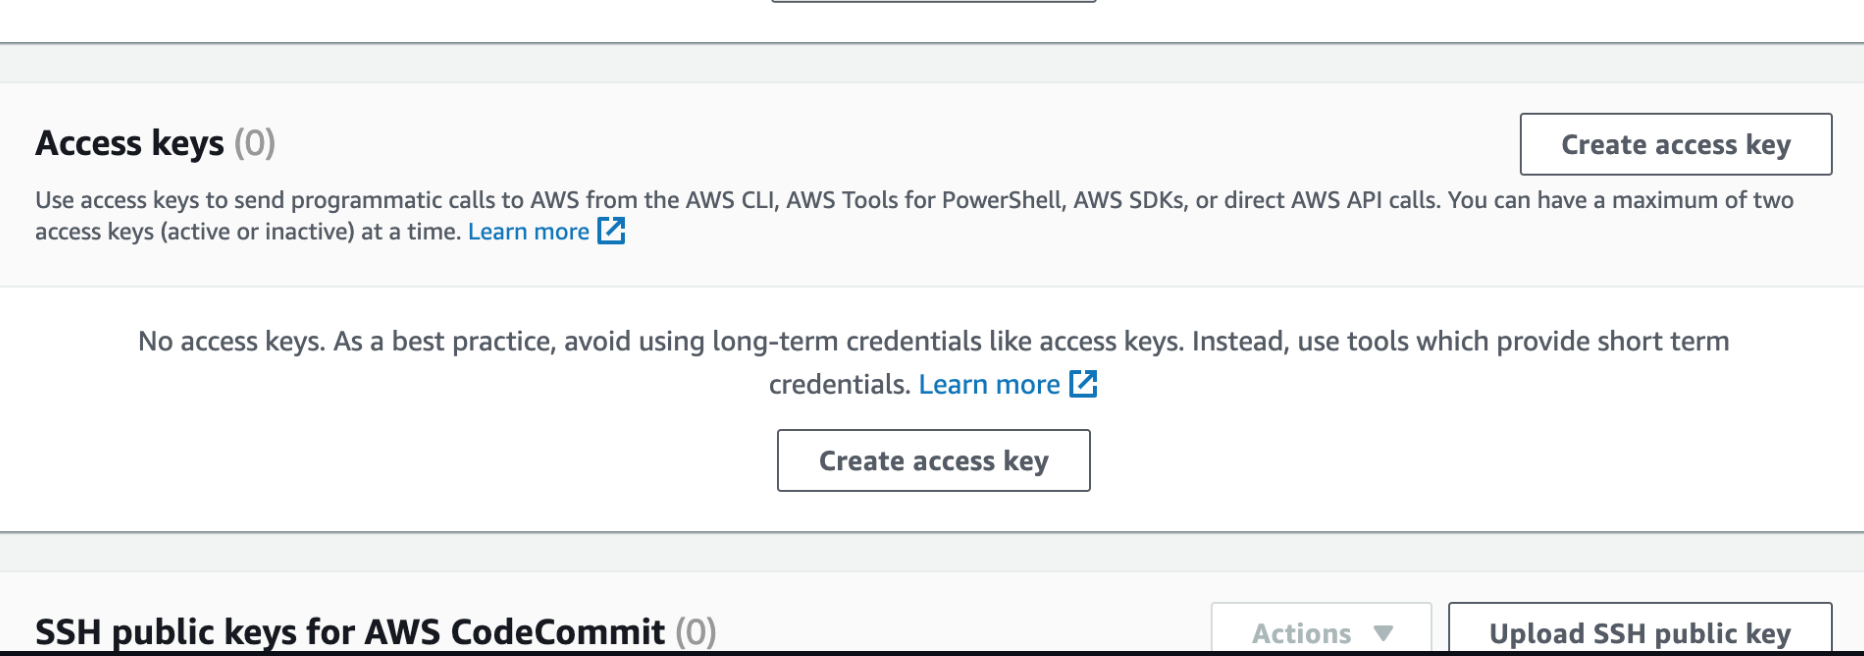 Access keys (0)
Create access key
Use access keys to send programmatic calls to AWS from the AWS CLI, AWS Tools for PowerShell, AWS SDKs, or direct AWS API calls. You can have a maximum of two
access keys (active or inactive) at a time. Learn more
No access keys. As a best practice, avoid using long-term credentials like access keys. Instead, use tools which provide short term
credentials. Learn more
Create access key
SSH public keys for AWS CodeCommit (0)
Actions
Upload SSH public key